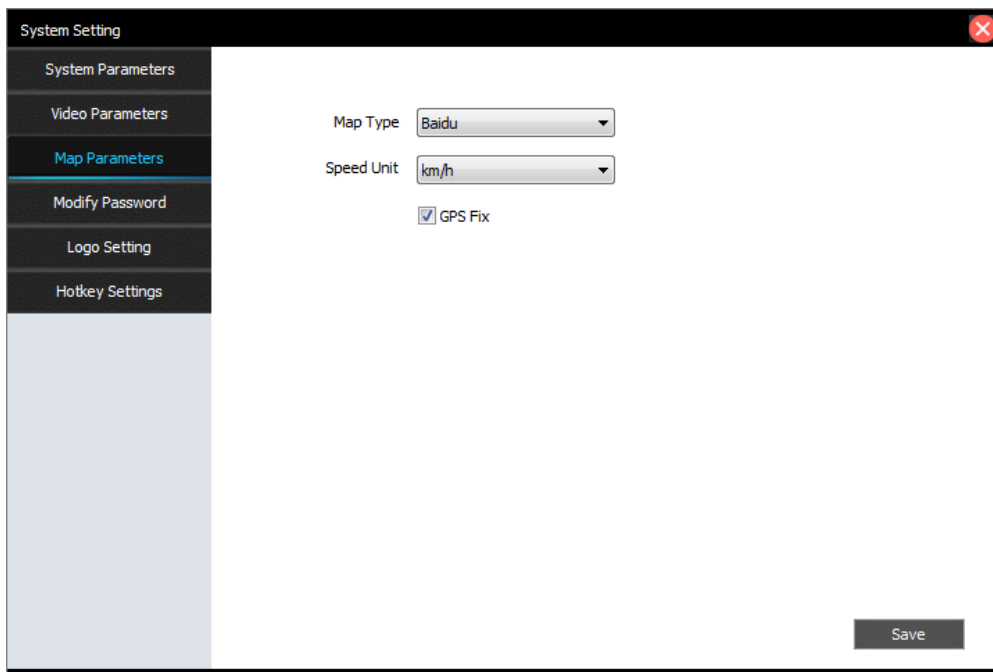 System Setting
System Parameters
Video Parameters
Map Parameters
Modify Password
Logo Setting
Hotkey Settings
Map Type Baidu
Speed Unit km/h
GPS Fix
Save